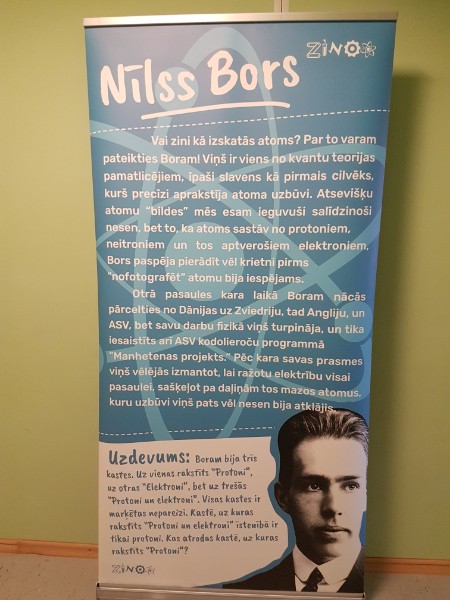 Nīlss Bors
ZINOO
Vai zini kā izskatās atoms? Par to varam
pateikties Boram! Viņš ir viens no kvantu teorijas
pamatlicējiem, īpaši slavens kā pirmais cilvēks,
kurš precīzi aprakstīja atoma uzbūvi. Atsevišķu
atomu "bildes" mēs esam ieguvuši salīdzinoši
nesen, bet to, ka atoms sastāv no protoniem,
neitroniem un tos aptverošiem elektroniem,
Bors paspēja pierādīt vēl krietni pirms
"nofotografēt" atomu bija iespējams.
Otrā pasaules kara laikā Boram nācās
pārcelties no Dānijas uz Zviedriju, tad Angliju, un
ASV, bet savu darbu fizikā viņš turpināja, un tika
iesaistīts arī ASV kodolieroču programmā
"Manhetenas projekts." Pēc kara savas prasmes
viņš vēlējās izmantot, lai ražotu elektrību visai
pasaulei, sašķeļot pa daļiņām tos mazos atomus,
kuru uzbūvi viņš pats vēl nesen bija atklājis.
Uzdevums: Boram bija trīs
kastes. Uz vienas rakstīts "Protoni",
uz otras "Elektroni", bet uz trešās
"Protoni un elektroni". Visas kastes ir
marķētas nepareizi. Kastē, uz kuras
rakstīts "Protoni un elektroni" īstenībā ir
tikai protoni. Kas atrodas kastē, uz kuras
rakstīts "Protoni"?
ZINOO